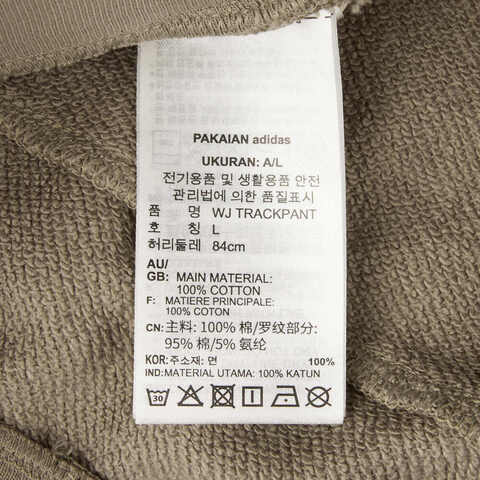 PAKAIAN adidas
UKURAN: A/L
전기용품 및 생활용품 안전
관리법에 의한 품질표시
품 명 WJ TRACKPANT
호 칭 L
허리둘레 84cm
AU/
GB: MAIN MATERIAL:
100% COTTON
F: MATIERE PRINCIPALE:
100% COTON
CN: 主料: 100% 棉/罗纹部分:
95% 棉/5% 氨纶
KOR: 주소재: 면 100%
IND: MATERIAL UTAMA: 100% KATUN
30